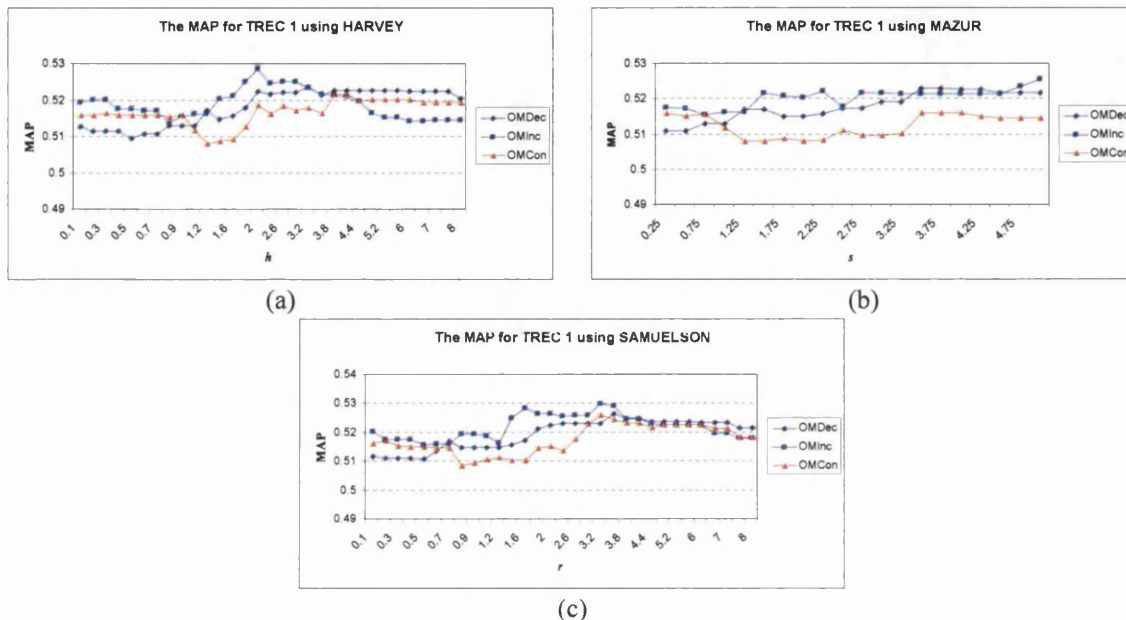 The MAP for TREC 1 using HARVEY
MAP
0.53
0.52
0.51
0.5
0.49
0.1
0.3
0.5
0.7
0.9
1.2
1.6
2
2.6
3.2
3.8
4.4
5.2
6
7
8
h
OMDec
OMInc
OMCon
(a)
The MAP for TREC 1 using MAZUR
MAP
0.53
0.52
0.51
0.5
0.49
0.25
0.75
1.25
1.75
2.25
2.75
3.25
3.75
4.25
4.75
s
OMDec
OMInc
OMCon
(b)
The MAP for TREC 1 using SAMUELSON
MAP
0.54
0.53
0.52
0.51
0.5
0.49
0.1
0.3
0.5
0.7
0.9
1.2
1.6
2
2.6
3.2
3.8
4.4
5.2
6
7
8
r
OMDec
OMInc
OMCon
(c)